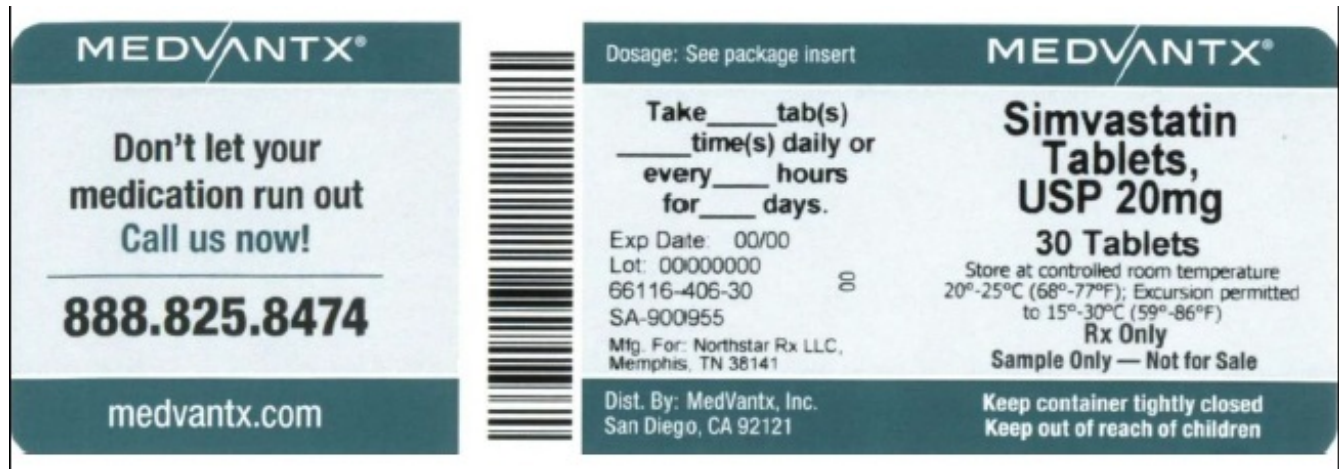 MEDVANTX®
Don't let your
medication run out
Call us now!
888.825.8474
medvantx.com
Dosage: See package insert
Take____tab(s)
____time(s) daily or
every____ hours
for____ days.
Exp Date: 00/00
Lot: 00000000
66116-406-30
SA-900955
00
Mfg. For: Northstar Rx LLC,
Memphis, TN 38141
Dist. By: MedVantx, Inc.
San Diego, CA 92121
MEDVANTX®
Simvastatin
Tablets,
USP 20mg
30 Tablets
Store at controlled room temperature
20°-25°C (68°-77°F); Excursion permitted
to 15°-30°C (59°-86°F)
Rx Only
Sample Only — Not for Sale
Keep container tightly closed
Keep out of reach of children